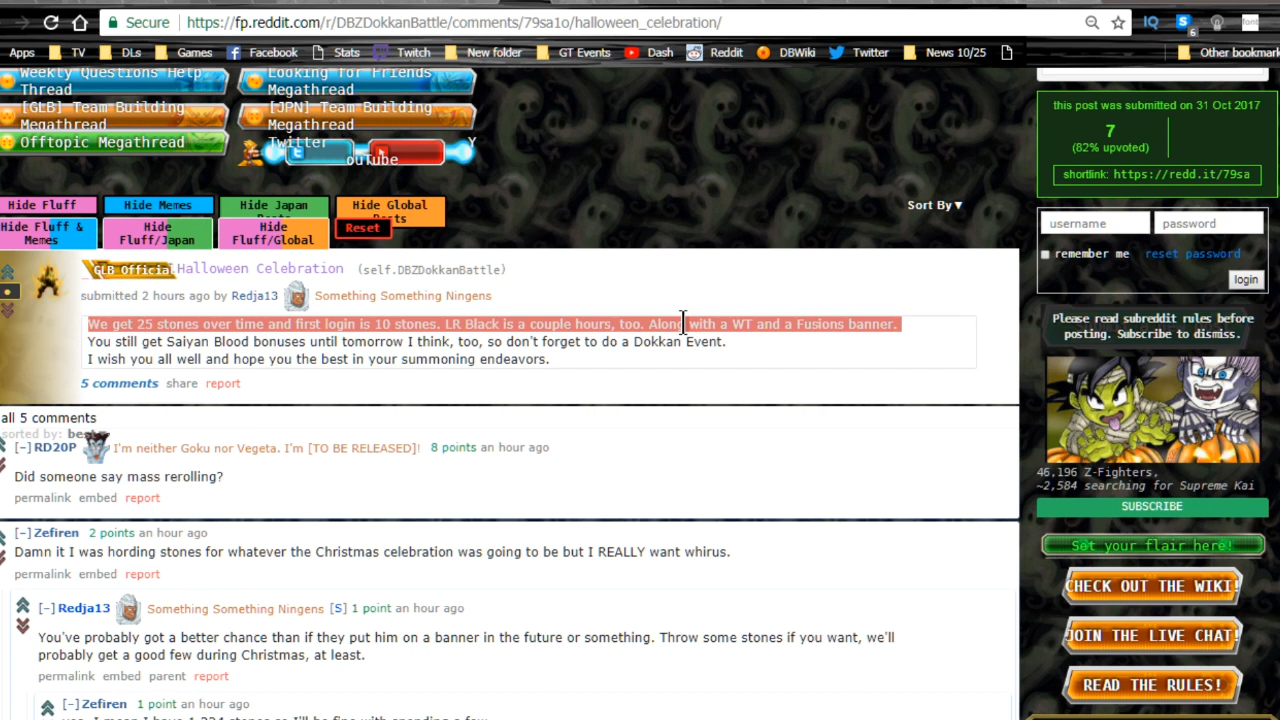 Secure https://fp.reddit.com/r/DBZDokkanBattle/comments/79sa1o/halloween_celebration/
IQ S 6 font
Apps TV DLs Games Facebook Stats Twitch New folder GT Events Dash Reddit DBWiki Twitter News 10/25 Other bookmar
Weekly Questions Help Thread
Looking for Friends Megathread
[GLB] Team Building Megathread
[JPN] Team Building Megathread
Offtopic Megathread
Twitter
Y
ouTube
Hide Fluff
Hide Memes
Hide Japan
Hide Global
Hide Fluff & Memes
Hide Fluff/Japan
Hide Fluff/Global
Reset
Sort By▼
GLB Official Halloween Celebration (self.DBZDokkanBattle)
submitted 2 hours ago by Redja13 Something Something Ningens
We get 25 stones over time and first login is 10 stones. LR Black is a couple hours, too. Along with a WT and a Fusions banner.
You still get Saiyan Blood bonuses until tomorrow I think, too, so don't forget to do a Dokkan Event.
I wish you all well and hope you the best in your summoning endeavors.
5 comments share report
all 5 comments
sorted by: best
[–]RD20P I'm neither Goku nor Vegeta. I'm [TO BE RELEASED]! 8 points an hour ago
Did someone say mass rerolling?
permalink embed report
[–]Zefiren 2 points an hour ago
Damn it I was hording stones for whatever the Christmas celebration was going to be but I REALLY want whirus.
permalink embed report
[–]Redja13 Something Something Ningens [S] 1 point an hour ago
You've probably got a better chance than if they put him on a banner in the future or something. Throw some stones if you want, we'll
probably get a good few during Christmas, at least.
permalink embed parent report
[–]Zefiren 1 point an hour ago
this post was submitted on 31 Oct 2017
7
(82% upvoted)
shortlink: https://redd.it/79sa
username password
remember me reset password
login
Please read subreddit rules before
posting. Subscribe to dismiss.
46,196 Z-Fighters,
~2,584 searching for Supreme Kai
SUBSCRIBE
Set your flair here!
CHECK OUT THE WIKI!
JOIN THE LIVE CHAT!
READ THE RULES!